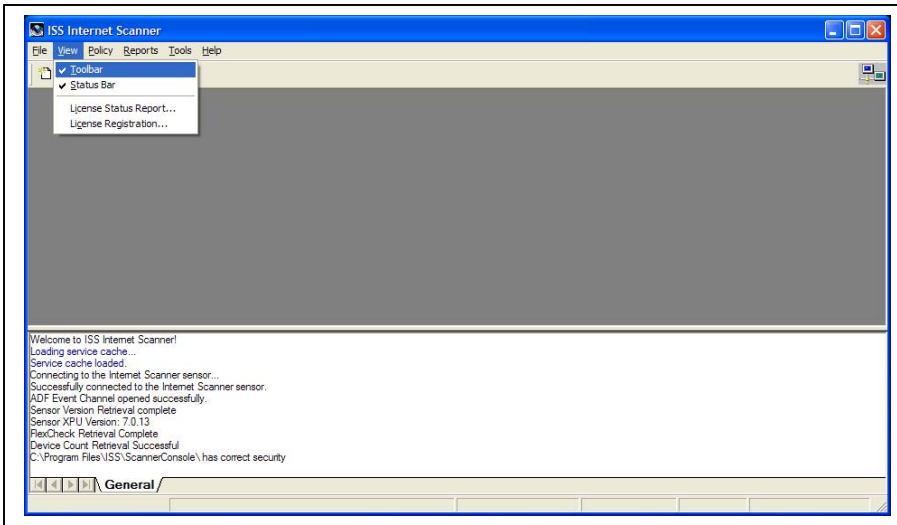 ISS Internet Scanner
File View Policy Reports Tools Help
Toolbar
Status Bar
License Status Report...
License Registration...
Welcome to ISS Internet Scanner!
Loading service cache...
Service cache loaded.
Connecting to the Internet Scanner sensor...
Successfully connected to the Internet Scanner sensor.
ADF Event Channel opened successfully.
Sensor Version Retrieval complete
Sensor XPU Version: 7.0.13
FlexCheck Retrieval Complete
Device Count Retrieval Successful
C:\Program Files\ISS\ScannerConsole\ has correct security
General